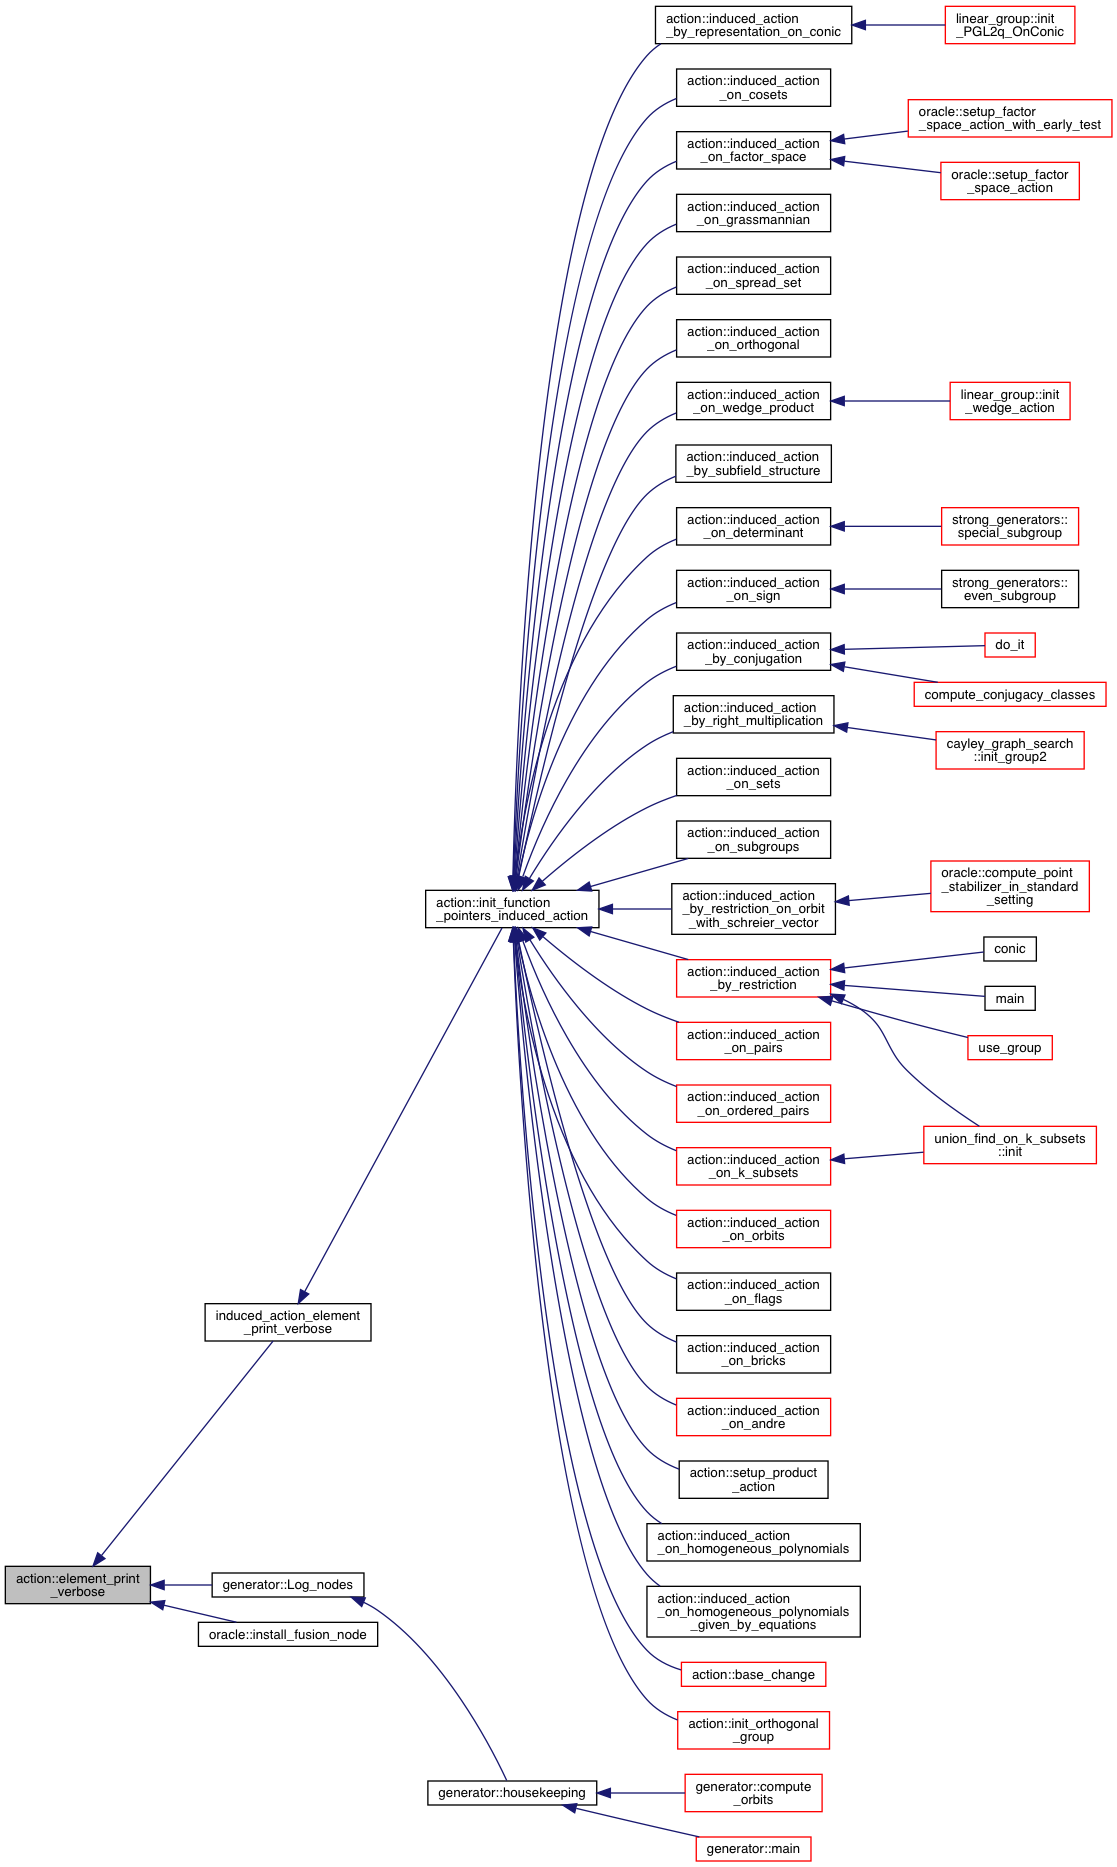 action::induced_action
_by_representation_on_conic
linear_group::init
_PGL2q_OnConic
action::induced_action
_on_cosets
oracle::setup_factor
_space_action_with_early_test
action::induced_action
_on_factor_space
oracle::setup_factor
_space_action
action::induced_action
_on_grassmannian
action::induced_action
_on_spread_set
action::induced_action
_on_orthogonal
action::induced_action
_on_wedge_product
linear_group::init
_wedge_action
action::induced_action
_by_subfield_structure
action::induced_action
_on_determinant
strong_generators::
special_subgroup
action::induced_action
_on_sign
strong_generators::
even_subgroup
action::induced_action
_by_conjugation
do_it
compute_conjugacy_classes
action::induced_action
_by_right_multiplication
cayley_graph_search
::init_group2
action::induced_action
_on_sets
action::induced_action
_on_subgroups
action::init_function
_pointers_induced_action
action::induced_action
_by_restriction_on_orbit
_with_schreier_vector
oracle::compute_point
_stabilizer_in_standard
_setting
action::induced_action
_by_restriction
conic
main
use_group
action::induced_action
_on_pairs
action::induced_action
_on_ordered_pairs
union_find_on_k_subsets
::init
action::induced_action
_on_k_subsets
action::induced_action
_on_orbits
action::induced_action
_on_flags
induced_action_element
_print_verbose
action::induced_action
_on_bricks
action::induced_action
_on_andre
action::setup_product
_action
action::induced_action
_on_homogeneous_polynomials
action::element_print
_verbose
generator::Log_nodes
oracle::install_fusion_node
action::induced_action
_on_homogeneous_polynomials
_given_by_equations
action::base_change
action::init_orthogonal
_group
generator::housekeeping
generator::compute
_orbits
generator::main